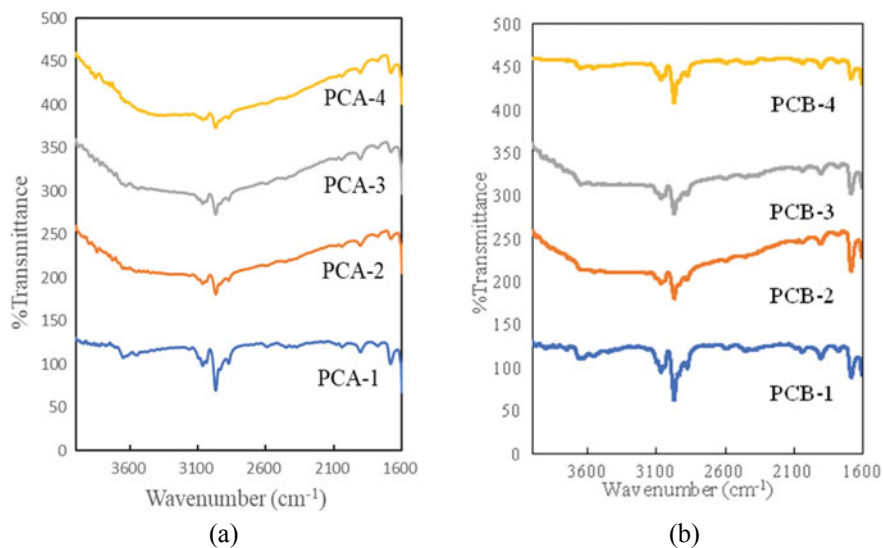 500
450
400
350
300
250
200
150
100
50
0
%Transmittance
PCA-4
PCA-3
PCA-2
PCA-1
3600 3100 2600 2100 1600
Wavenumber (cm⁻¹)
(a)
500
450
400
350
300
250
200
150
100
50
0
%Transmittance
PCB-4
PCB-3
PCB-2
PCB-1
3600 3100 2600 2100 1600
Wavenumber (cm⁻¹)
(b)